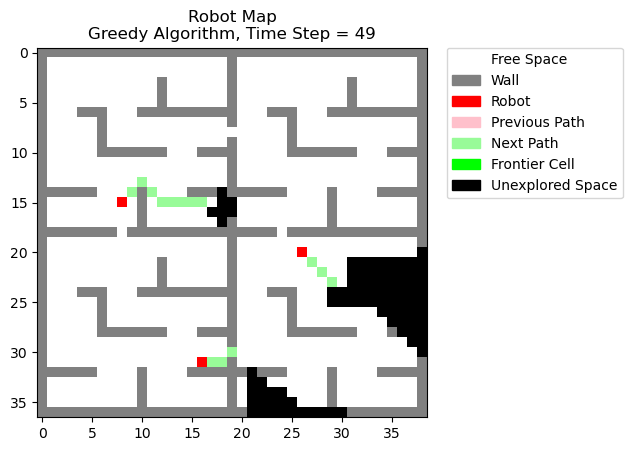 Robot Map
Greedy Algorithm, Time Step = 49
0
5
10
15
20
25
30
35
0
5
10
15
20
25
30
35
Free Space
Wall
Robot
Previous Path
Next Path
Frontier Cell
Unexplored Space